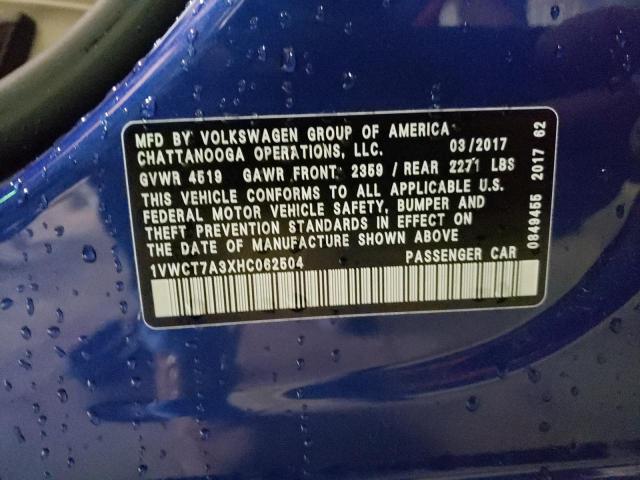 MFD BY VOLKSWAGEN GROUP OF AMERICA
CHATTANOOGA OPERATIONS, LLC. 03/2017
GVWR 4519 GAWR FRONT 2359 / REAR 2271 LBS
THIS VEHICLE CONFORMS TO ALL APPLICABLE U.S.
FEDERAL MOTOR VEHICLE SAFETY, BUMPER AND
THEFT PREVENTION STANDARDS IN EFFECT ON
THE DATE OF MANUFACTURE SHOWN ABOVE
1VWCT7A3XHC062504 PASSENGER CAR
0849455 2017 62